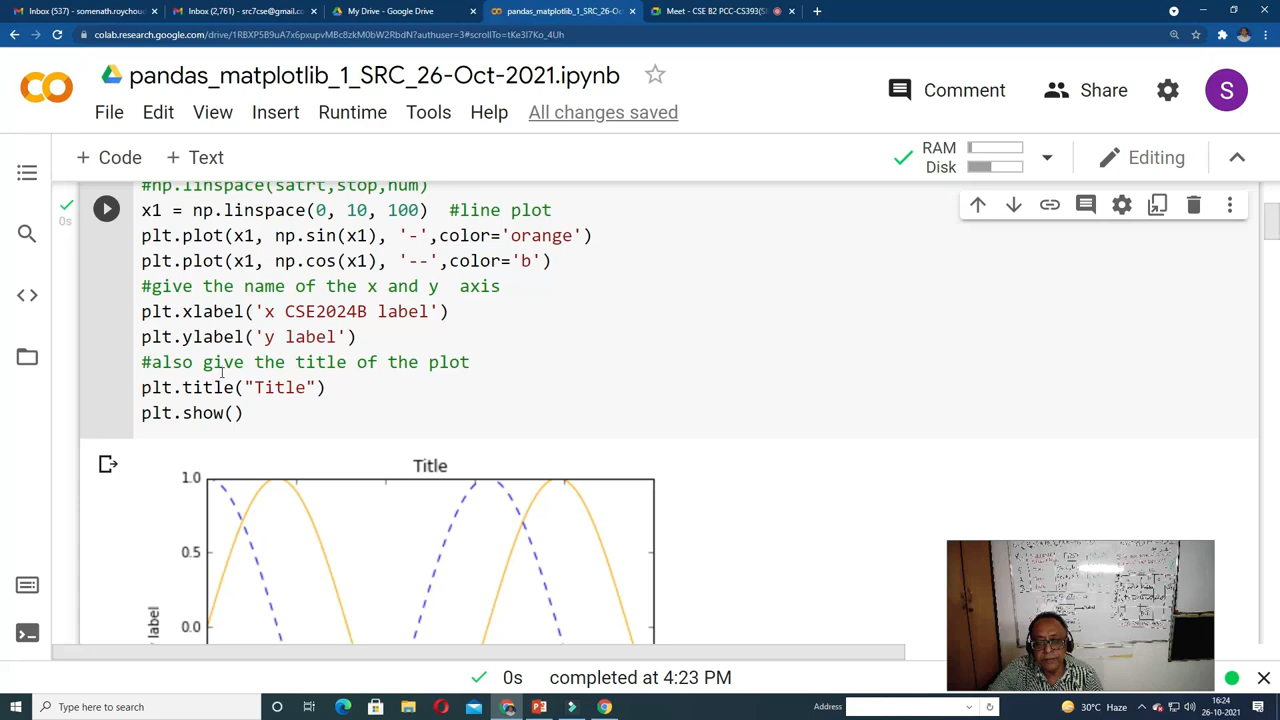 Inbox (537) - somenath.roychou
Inbox (2,761) - src7cse@gmail.co
My Drive - Google Drive
pandas_matplotlib_1_SRC_26-Oc
Meet - CSE B2 PCC-CS393(S
colab.research.google.com/drive/1RBXP5B9uA7x6pxupvMBc8zkM0bW2RbdN?authuser=3#scrollTo=tKe3l7Ko_4Uh
pandas_matplotlib_1_SRC_26-Oct-2021.ipynb
File Edit View Insert Runtime Tools Help All changes saved
Comment
Share
S
+ Code + Text
RAM
Disk
Editing
#np.linspace(satrt,stop,num)
0s
x1 = np.linspace(0, 10, 100)  #line plot
plt.plot(x1, np.sin(x1), '-',color='orange')
plt.plot(x1, np.cos(x1), '--',color='b')
#give the name of the x and y  axis
plt.xlabel('x CSE2024B label')
plt.ylabel('y label')
#also give the title of the plot
plt.title("Title")
plt.show()
Title
1.0
0.5
0.0
label
0s completed at 4:23 PM
Type here to search
Address
30°C Haze
ENG
16:24
26-10-2021